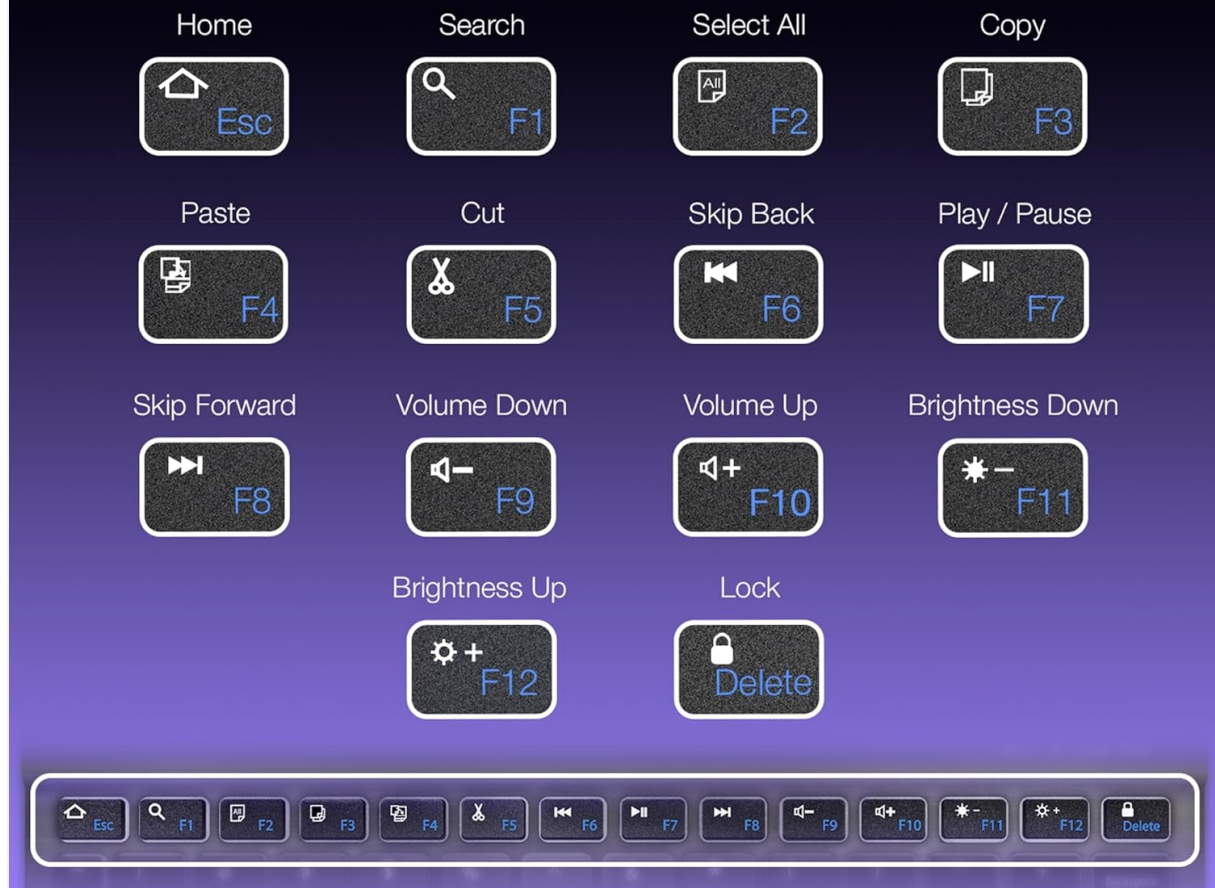 Home Search Select All Copy
Esc F1 All F2 F3
Paste Cut Skip Back Play / Pause
F4 F5 F6 F7
Skip Forward Volume Down Volume Up Brightness Down
F8 F9 F10 F11
Brightness Up Lock
F12 Delete
Esc F1 All F2 F3 F4 F5 F6 F7 F8 F9 F10 F11 F12 Delete